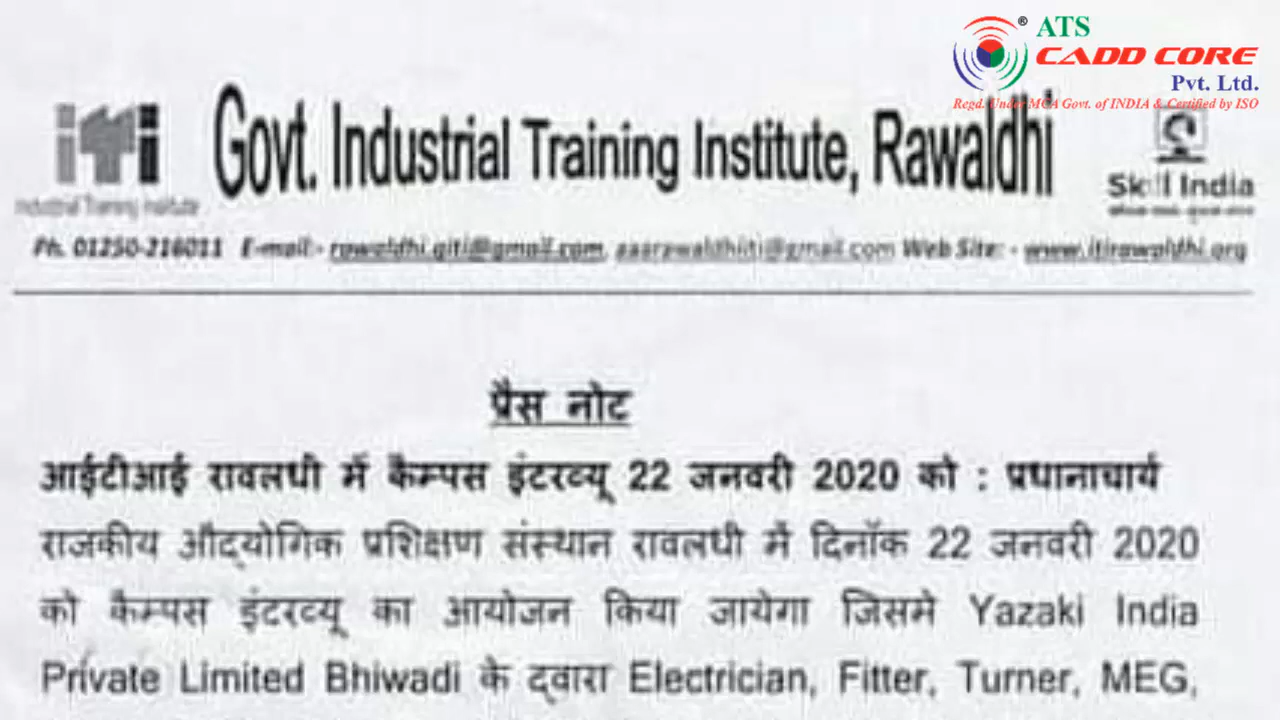 ® ATS
CADD CORE
Pvt. Ltd.
Regd. Under MCA Govt. of INDIA & Certified by ISO
iTi Govt. Industrial Training Institute, Rawaldhi
Industrial Training Institute
Skill India
Ph. 01250-216011 E-mail:- rawaldhi.giti@gmail.com, aaarawaldhiiti@gmail.com Web Site: - www.itirawaldhi.org
प्रैस नोट
आईटीआई रावलधी में कैम्पस इंटरव्यू 22 जनवरी 2020 को : प्रधानाचार्य
राजकीय औद्योगिक प्रशिक्षण संस्थान रावलधी में दिनॉक 22 जनवरी 2020
को कैम्पस इंटरव्यू का आयोजन किया जायेगा जिसमे Yazaki India
Private Limited Bhiwadi के द्वारा Electrician, Fitter, Turner, MEG,